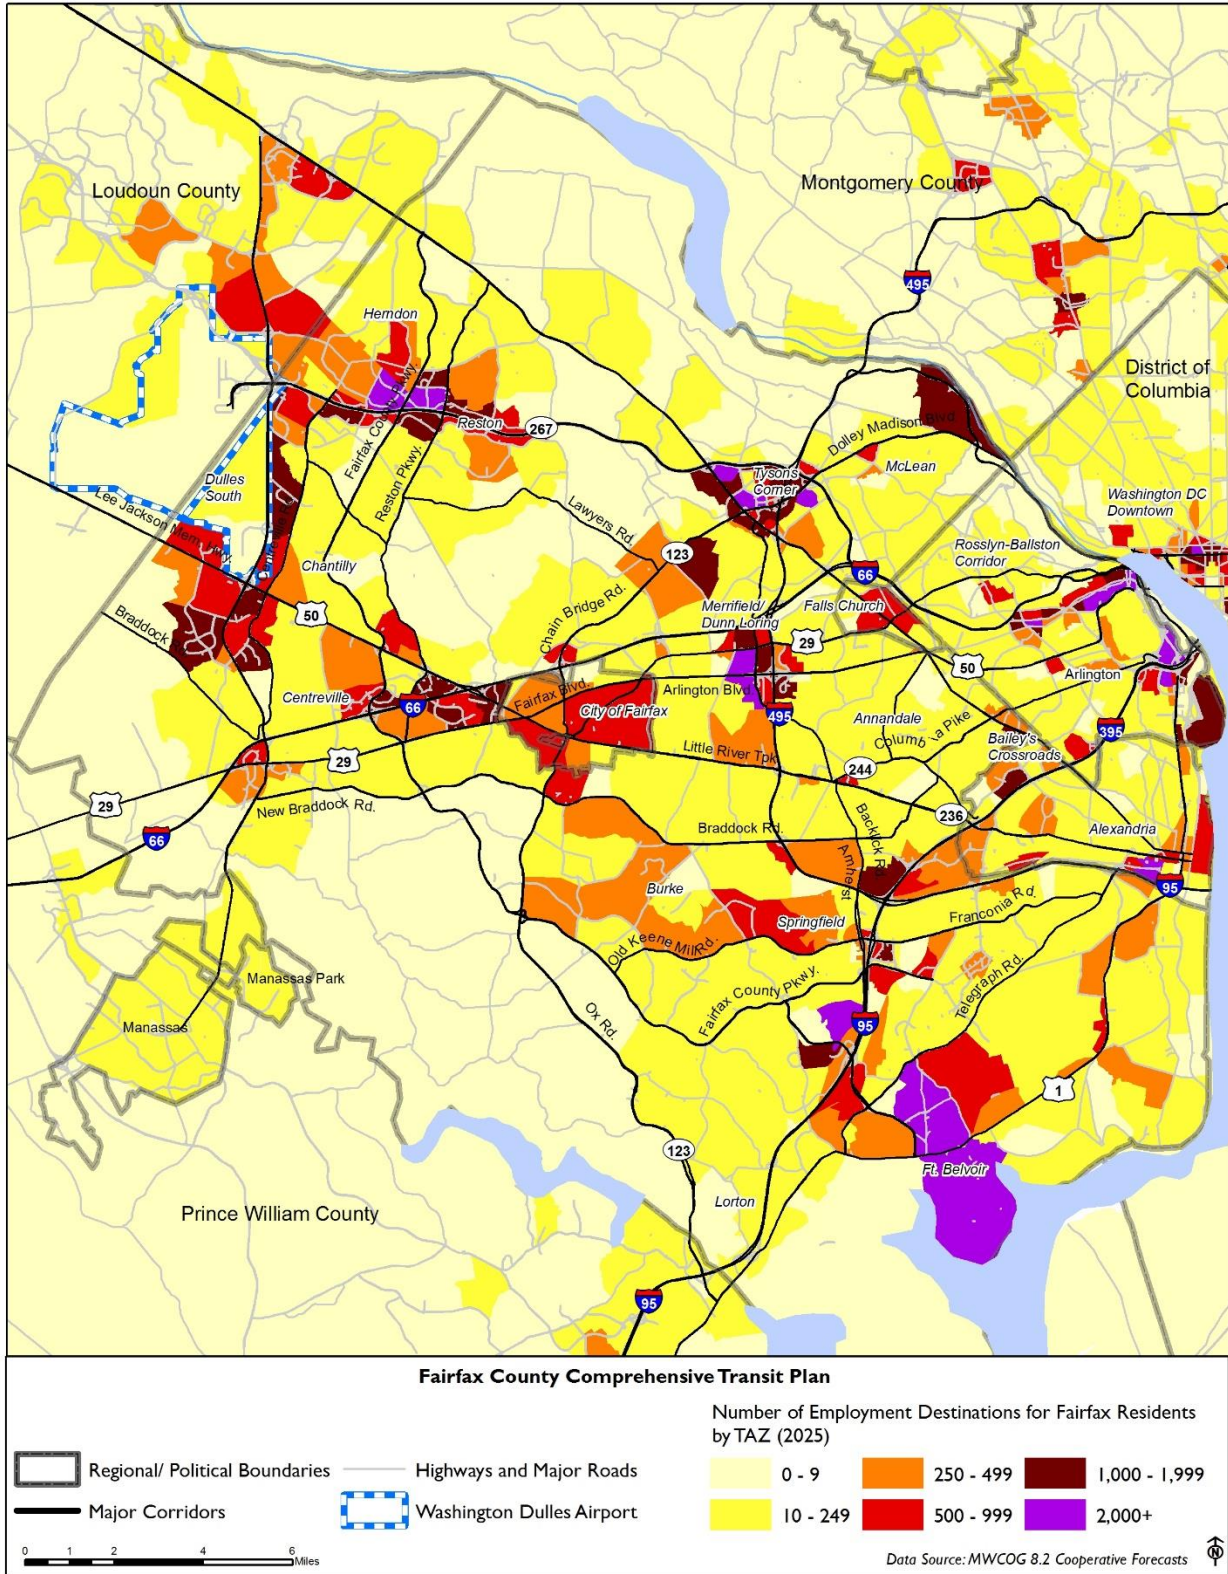 Loudoun County
Montgomery County
495
District of
Columbia
Herndon
Fairfax County Pkwy.
Reston
267
Reston Pkwy.
Dolley Madison Blvd.
McLean
Tysons
Corner
Dulles
South
Washington DC
Downtown
Lee Jackson Mem. Hwy.
Lawyers Rd.
123
Rosslyn-Ballston
Corridor
Chantilly
66
50
Chain Bridge Rd.
Merrifield/
Dunn Loring
Falls Church
29
Braddock
50
Centreville
66
Fairfax Blvd.
City of Fairfax
Arlington Blvd
Arlington
495
Annandale
Columbia Pike
Bailey's
Crossroads
395
Little River Tpk
29
244
29
New Braddock Rd.
Braddock Rd.
Backlick Rd.
236
Alexandria
66
Amherst
95
Burke
Springfield
Franconia Rd.
Old Keene Mill Rd.
Manassas Park
Fairfax County Pkwy.
Telegraph Rd.
Manassas
Ox Rd.
95
1
123
Ft. Belvoir
Lorton
Prince William County
95
Fairfax County Comprehensive Transit Plan
Number of Employment Destinations for Fairfax Residents
by TAZ (2025)
Regional/ Political Boundaries
Highways and Major Roads
0 - 9
250 - 499
1,000 - 1,999
Major Corridors
Washington Dulles Airport
10 - 249
500 - 999
2,000+
0 1 2 4 6
Miles
Data Source: MWCOG 8.2 Cooperative Forecasts
N